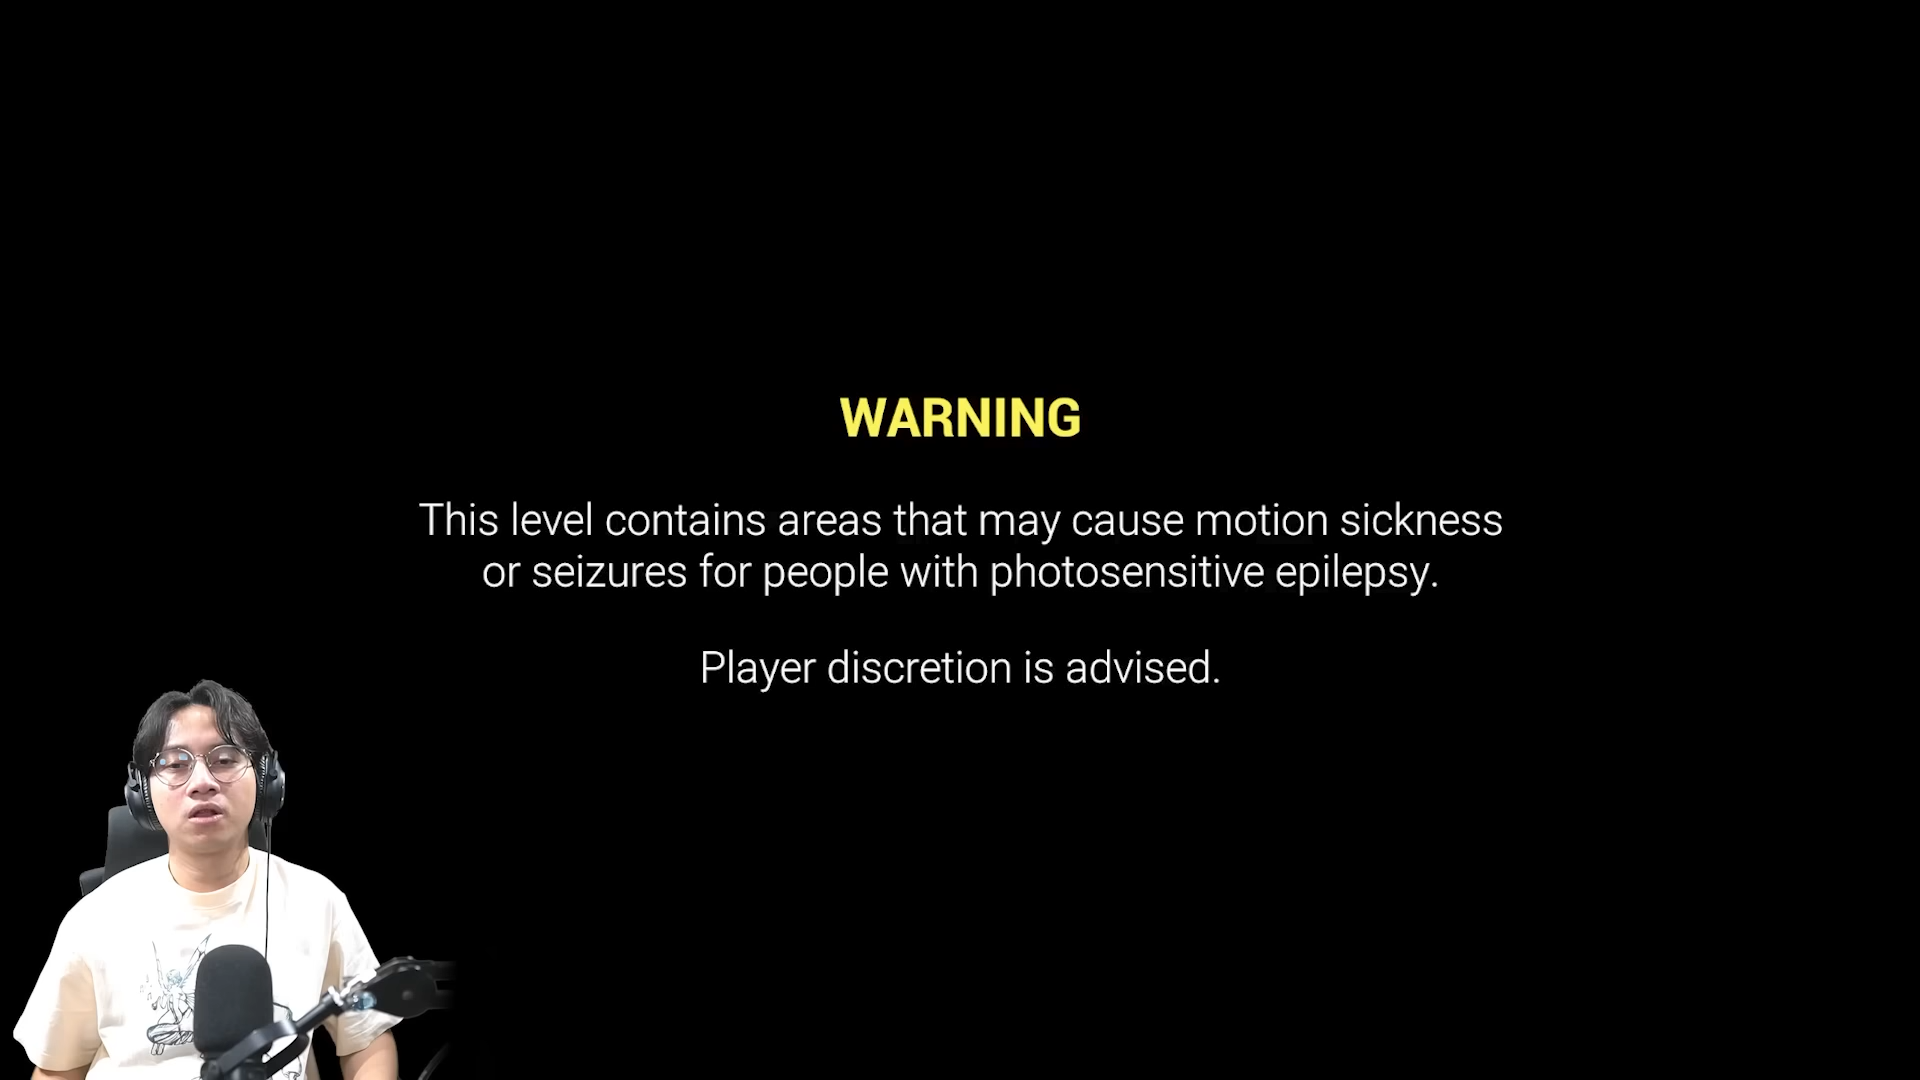 WARNING
This level contains areas that may cause motion sickness
or seizures for people with photosensitive epilepsy.
Player discretion is advised.